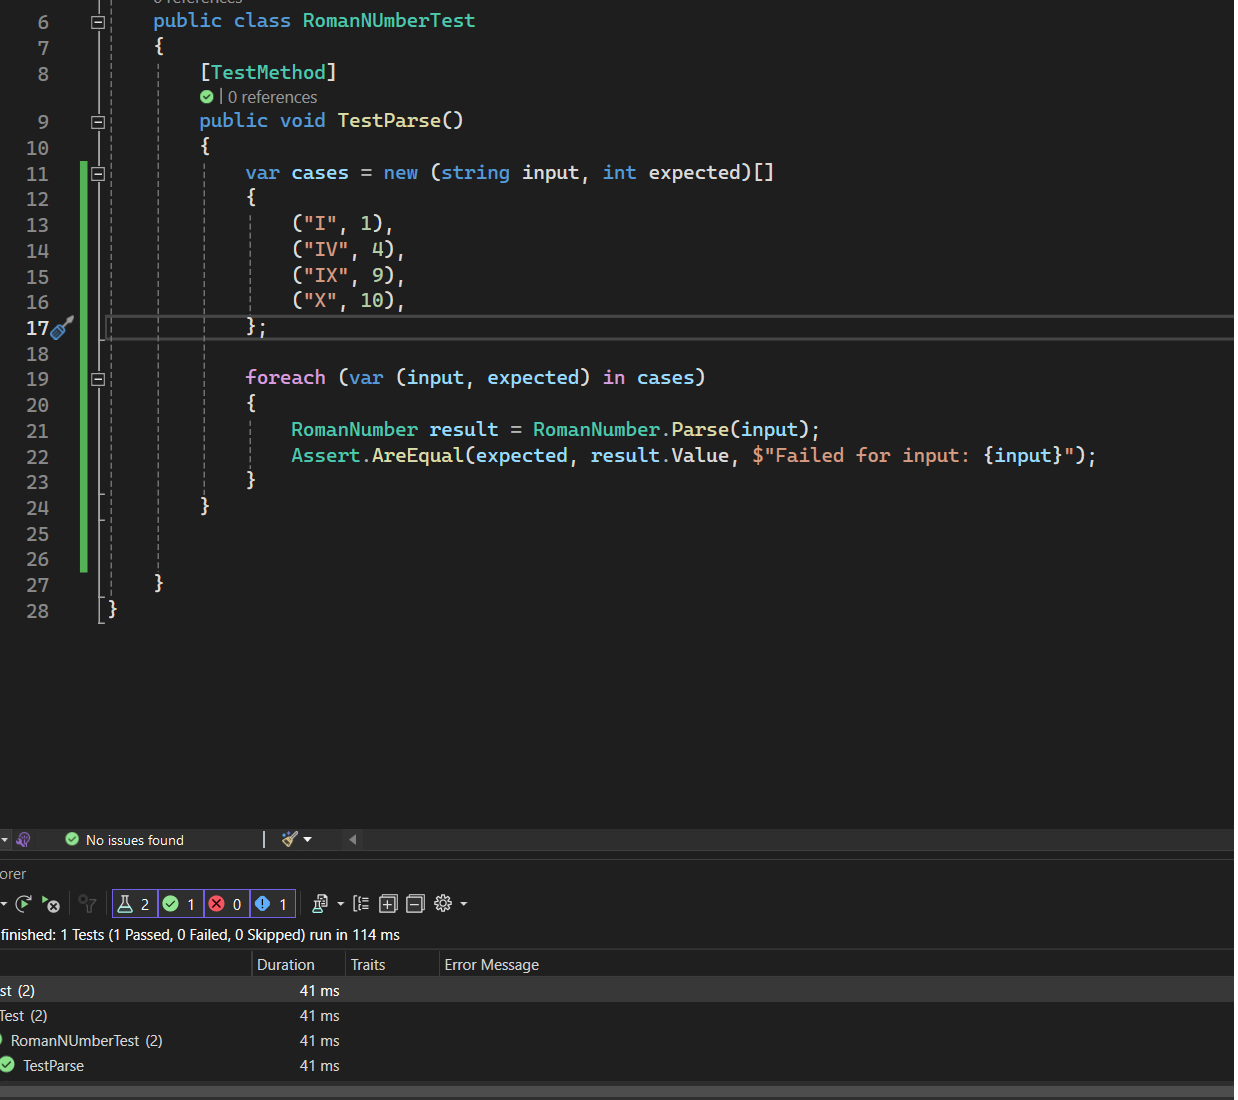 0 references
6 public class RomanNUmberTest
7 {
8 [TestMethod]
| 0 references
9 public void TestParse()
10 {
11 var cases = new (string input, int expected)[]
12 {
13 ("I", 1),
14 ("IV", 4),
15 ("IX", 9),
16 ("X", 10),
17 };
18
19 foreach (var (input, expected) in cases)
20 {
21 RomanNumber result = RomanNumber.Parse(input);
22 Assert.AreEqual(expected, result.Value, $"Failed for input: {input}");
23 }
24 }
25
26
27 }
28 }
No issues found
orer
2 1 0 1
finished: 1 Tests (1 Passed, 0 Failed, 0 Skipped) run in 114 ms
Duration Traits Error Message
st (2) 41 ms
Test (2) 41 ms
RomanNUmberTest (2) 41 ms
TestParse 41 ms